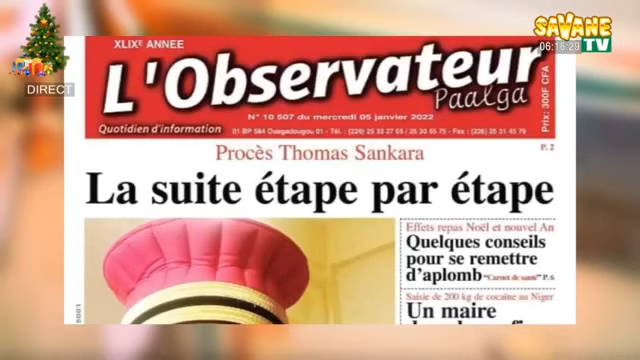 SAVANE
TV
06:16:29
DIRECT
XLIXᴱ ANNEE
L'Observateur
Paalga
N° 10 507 du mercredi 05 janvier 2022
Prix: 300F CFA
Quotidien d'information
01 BP 584 Ouagadougou 01 - Tél.: (226) 25 33 27 05 / 25 30 55 75 - Fax : (226) 25 31 45 79
Procès Thomas Sankara
P. 2
La suite étape par étape
Effets repas Noël et nouvel An
Quelques conseils
pour se remettre
d'aplomb "Carnet de santé" P. 6
Saisie de 200 kg de cocaïne au Niger
Un maire